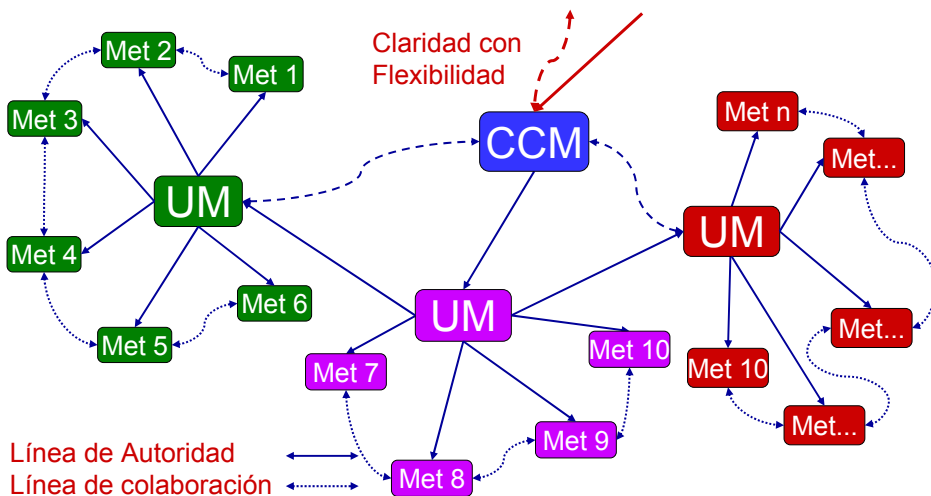 Claridad con
Flexibilidad
Met 2
Met 1
Met 3
CCM
Met n
Met...
UM
UM
Met 4
Met 6
UM
Met...
Met 5
Met 7
Met 10
Met 10
Met...
Met 9
Met 8
Línea de Autoridad
Línea de colaboración